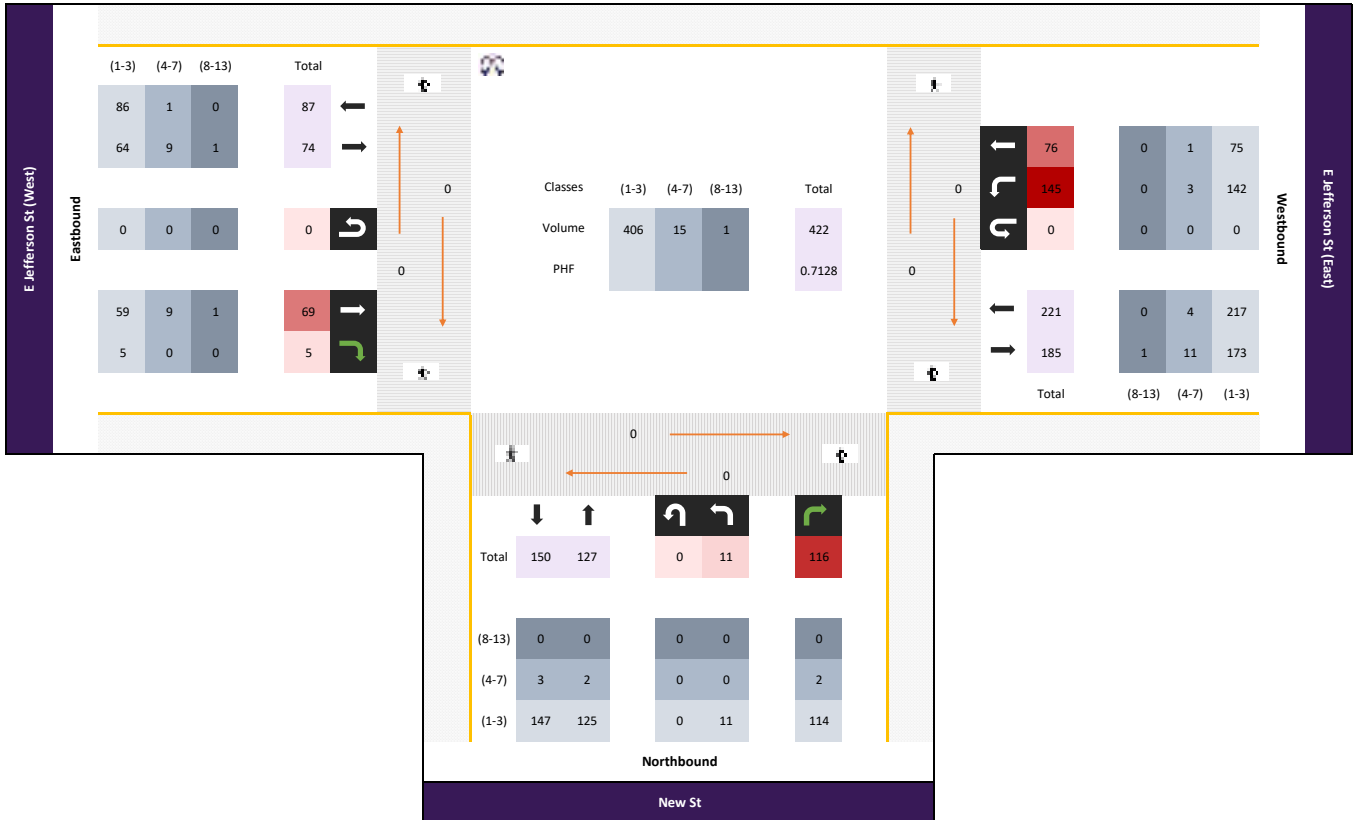 (1-3) (4-7) (8-13) Total
86 1 0 87
64 9 1 74
0 0 0 0
59 9 1 69
5 0 0 5
E Jefferson St (West)
Eastbound
0
0
Classes (1-3) (4-7) (8-13) Total
Volume 406 15 1 422
PHF 0.7128
0
0
76 0 1 75
145 0 3 142
0 0 0 0
221 0 4 217
185 1 11 173
Total (8-13) (4-7) (1-3)
Westbound
E Jefferson St (East)
0
0
Total 150 127 0 11 116
(8-13) 0 0 0 0 0
(4-7) 3 2 0 0 2
(1-3) 147 125 0 11 114
Northbound
New St